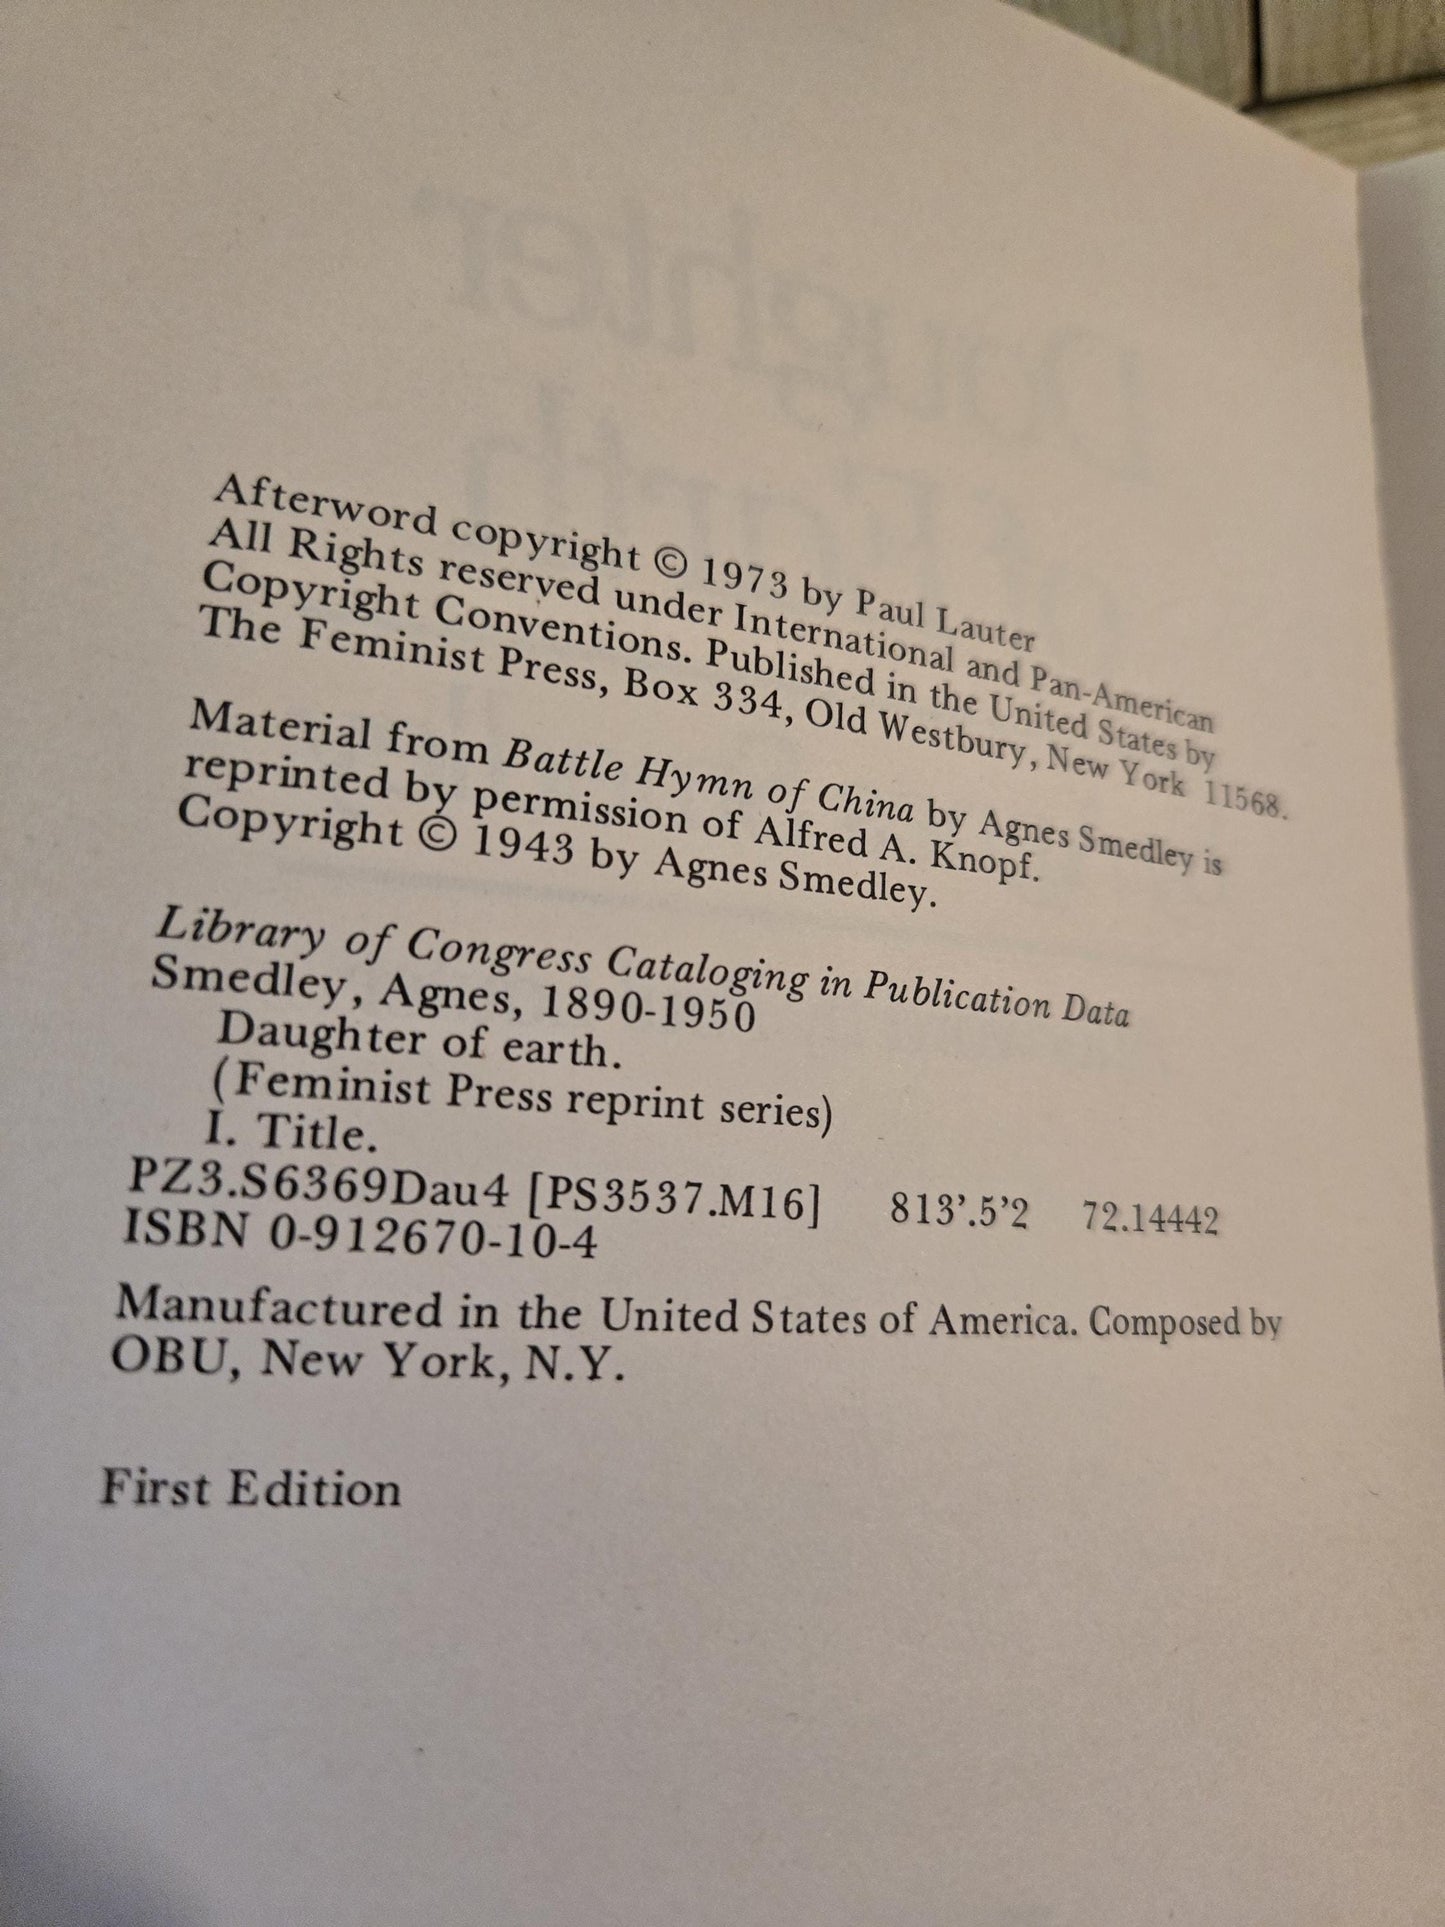 Afterword copyright © 1973 by Paul Lauter
All Rights reserved under International and Pan-American
Copyright Conventions. Published in the United States by
The Feminist Press, Box 334, Old Westbury, New York 11568.
Material from Battle Hymn of China by Agnes Smedley is
reprinted by permission of Alfred A. Knopf.
Copyright © 1943 by Agnes Smedley.
Library of Congress Cataloging in Publication Data
Smedley, Agnes, 1890-1950
Daughter of earth.
(Feminist Press reprint series)
I. Title.
PZ3.S6369Dau4 [PS3537.M16] 813’.5’2 72.14442
ISBN 0-912670-10-4
Manufactured in the United States of America. Composed by
OBU, New York, N.Y.
First Edition